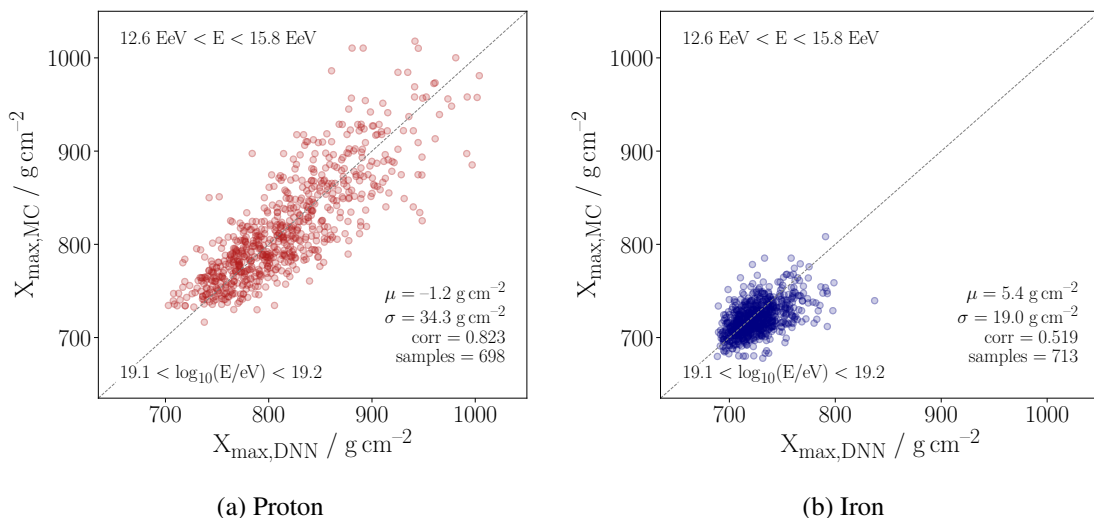 12.6 EeV < E < 15.8 EeV
1000
900
800
700
X_max,MC / g cm⁻²
μ = –1.2 g cm⁻²
σ = 34.3 g cm⁻²
corr = 0.823
samples = 698
19.1 < log₁₀(E/eV) < 19.2
700 800 900 1000
X_max,DNN / g cm⁻²
(a) Proton
12.6 EeV < E < 15.8 EeV
1000
900
800
700
X_max,MC / g cm⁻²
μ = 5.4 g cm⁻²
σ = 19.0 g cm⁻²
corr = 0.519
samples = 713
19.1 < log₁₀(E/eV) < 19.2
700 800 900 1000
X_max,DNN / g cm⁻²
(b) Iron